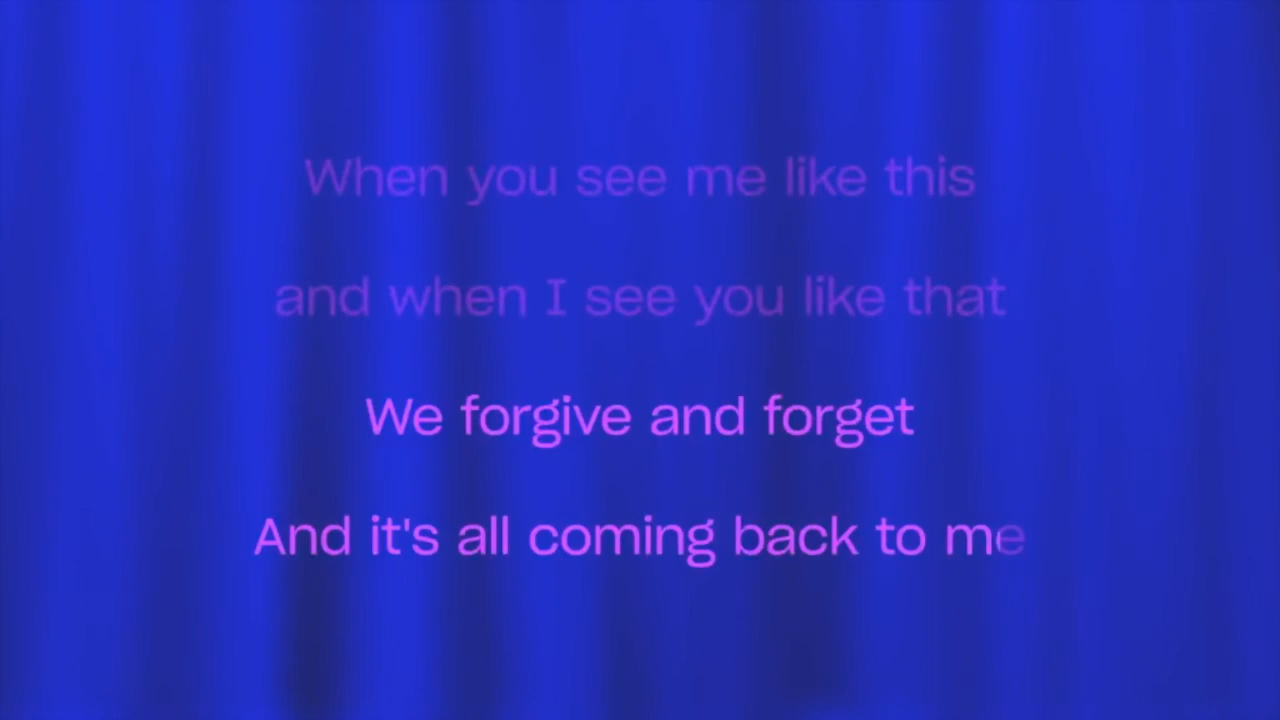 When you see me like this
and when I see you like that
We forgive and forget
And it's all coming back to me